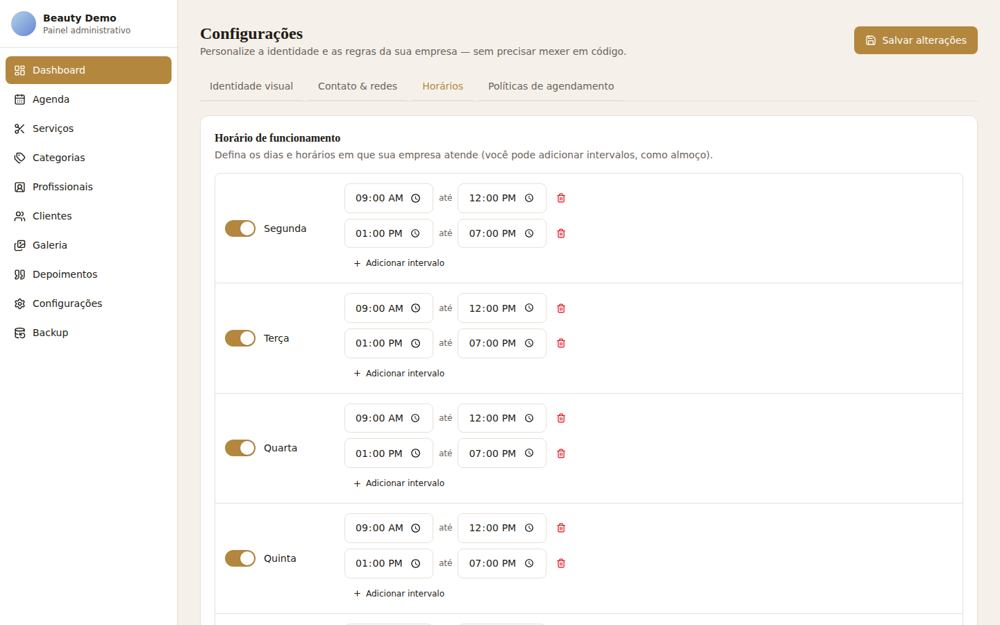 Beauty Demo
Painel administrativo
Dashboard
Agenda
Serviços
Categorias
Profissionais
Clientes
Galeria
Depoimentos
Configurações
Backup
Configurações
Personalize a identidade e as regras da sua empresa — sem precisar mexer em código.
Salvar alterações
Identidade visual
Contato & redes
Horários
Políticas de agendamento
Horário de funcionamento
Defina os dias e horários em que sua empresa atende (você pode adicionar intervalos, como almoço).
Segunda
09:00 AM até 12:00 PM
01:00 PM até 07:00 PM
Adicionar intervalo
Terça
09:00 AM até 12:00 PM
01:00 PM até 07:00 PM
Adicionar intervalo
Quarta
09:00 AM até 12:00 PM
01:00 PM até 07:00 PM
Adicionar intervalo
Quinta
09:00 AM até 12:00 PM
01:00 PM até 07:00 PM
Adicionar intervalo